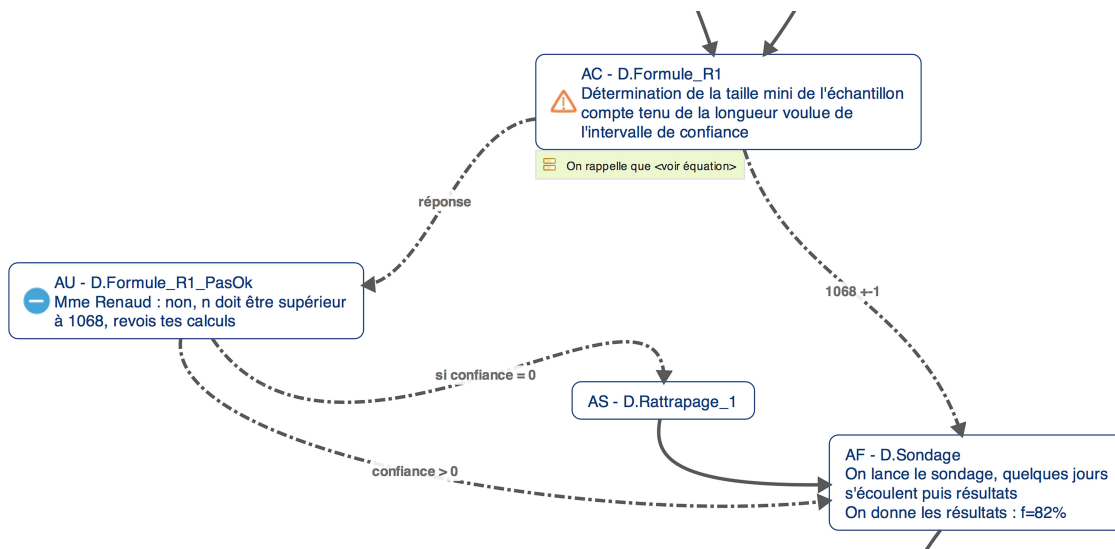 AC - D.Formule_R1
Détermination de la taille mini de l'échantillon
compte tenu de la longueur voulue de
l'intervalle de confiance
On rappelle que <voir équation>
réponse
AU - D.Formule_R1_PasOk
Mme Renaud : non, n doit être supérieur
à 1068, revois tes calculs
1068 +-1
si confiance = 0
AS - D.Rattrapage_1
confiance > 0
AF - D.Sondage
On lance le sondage, quelques jours
s'écoulent puis résultats
On donne les résultats : f=82%